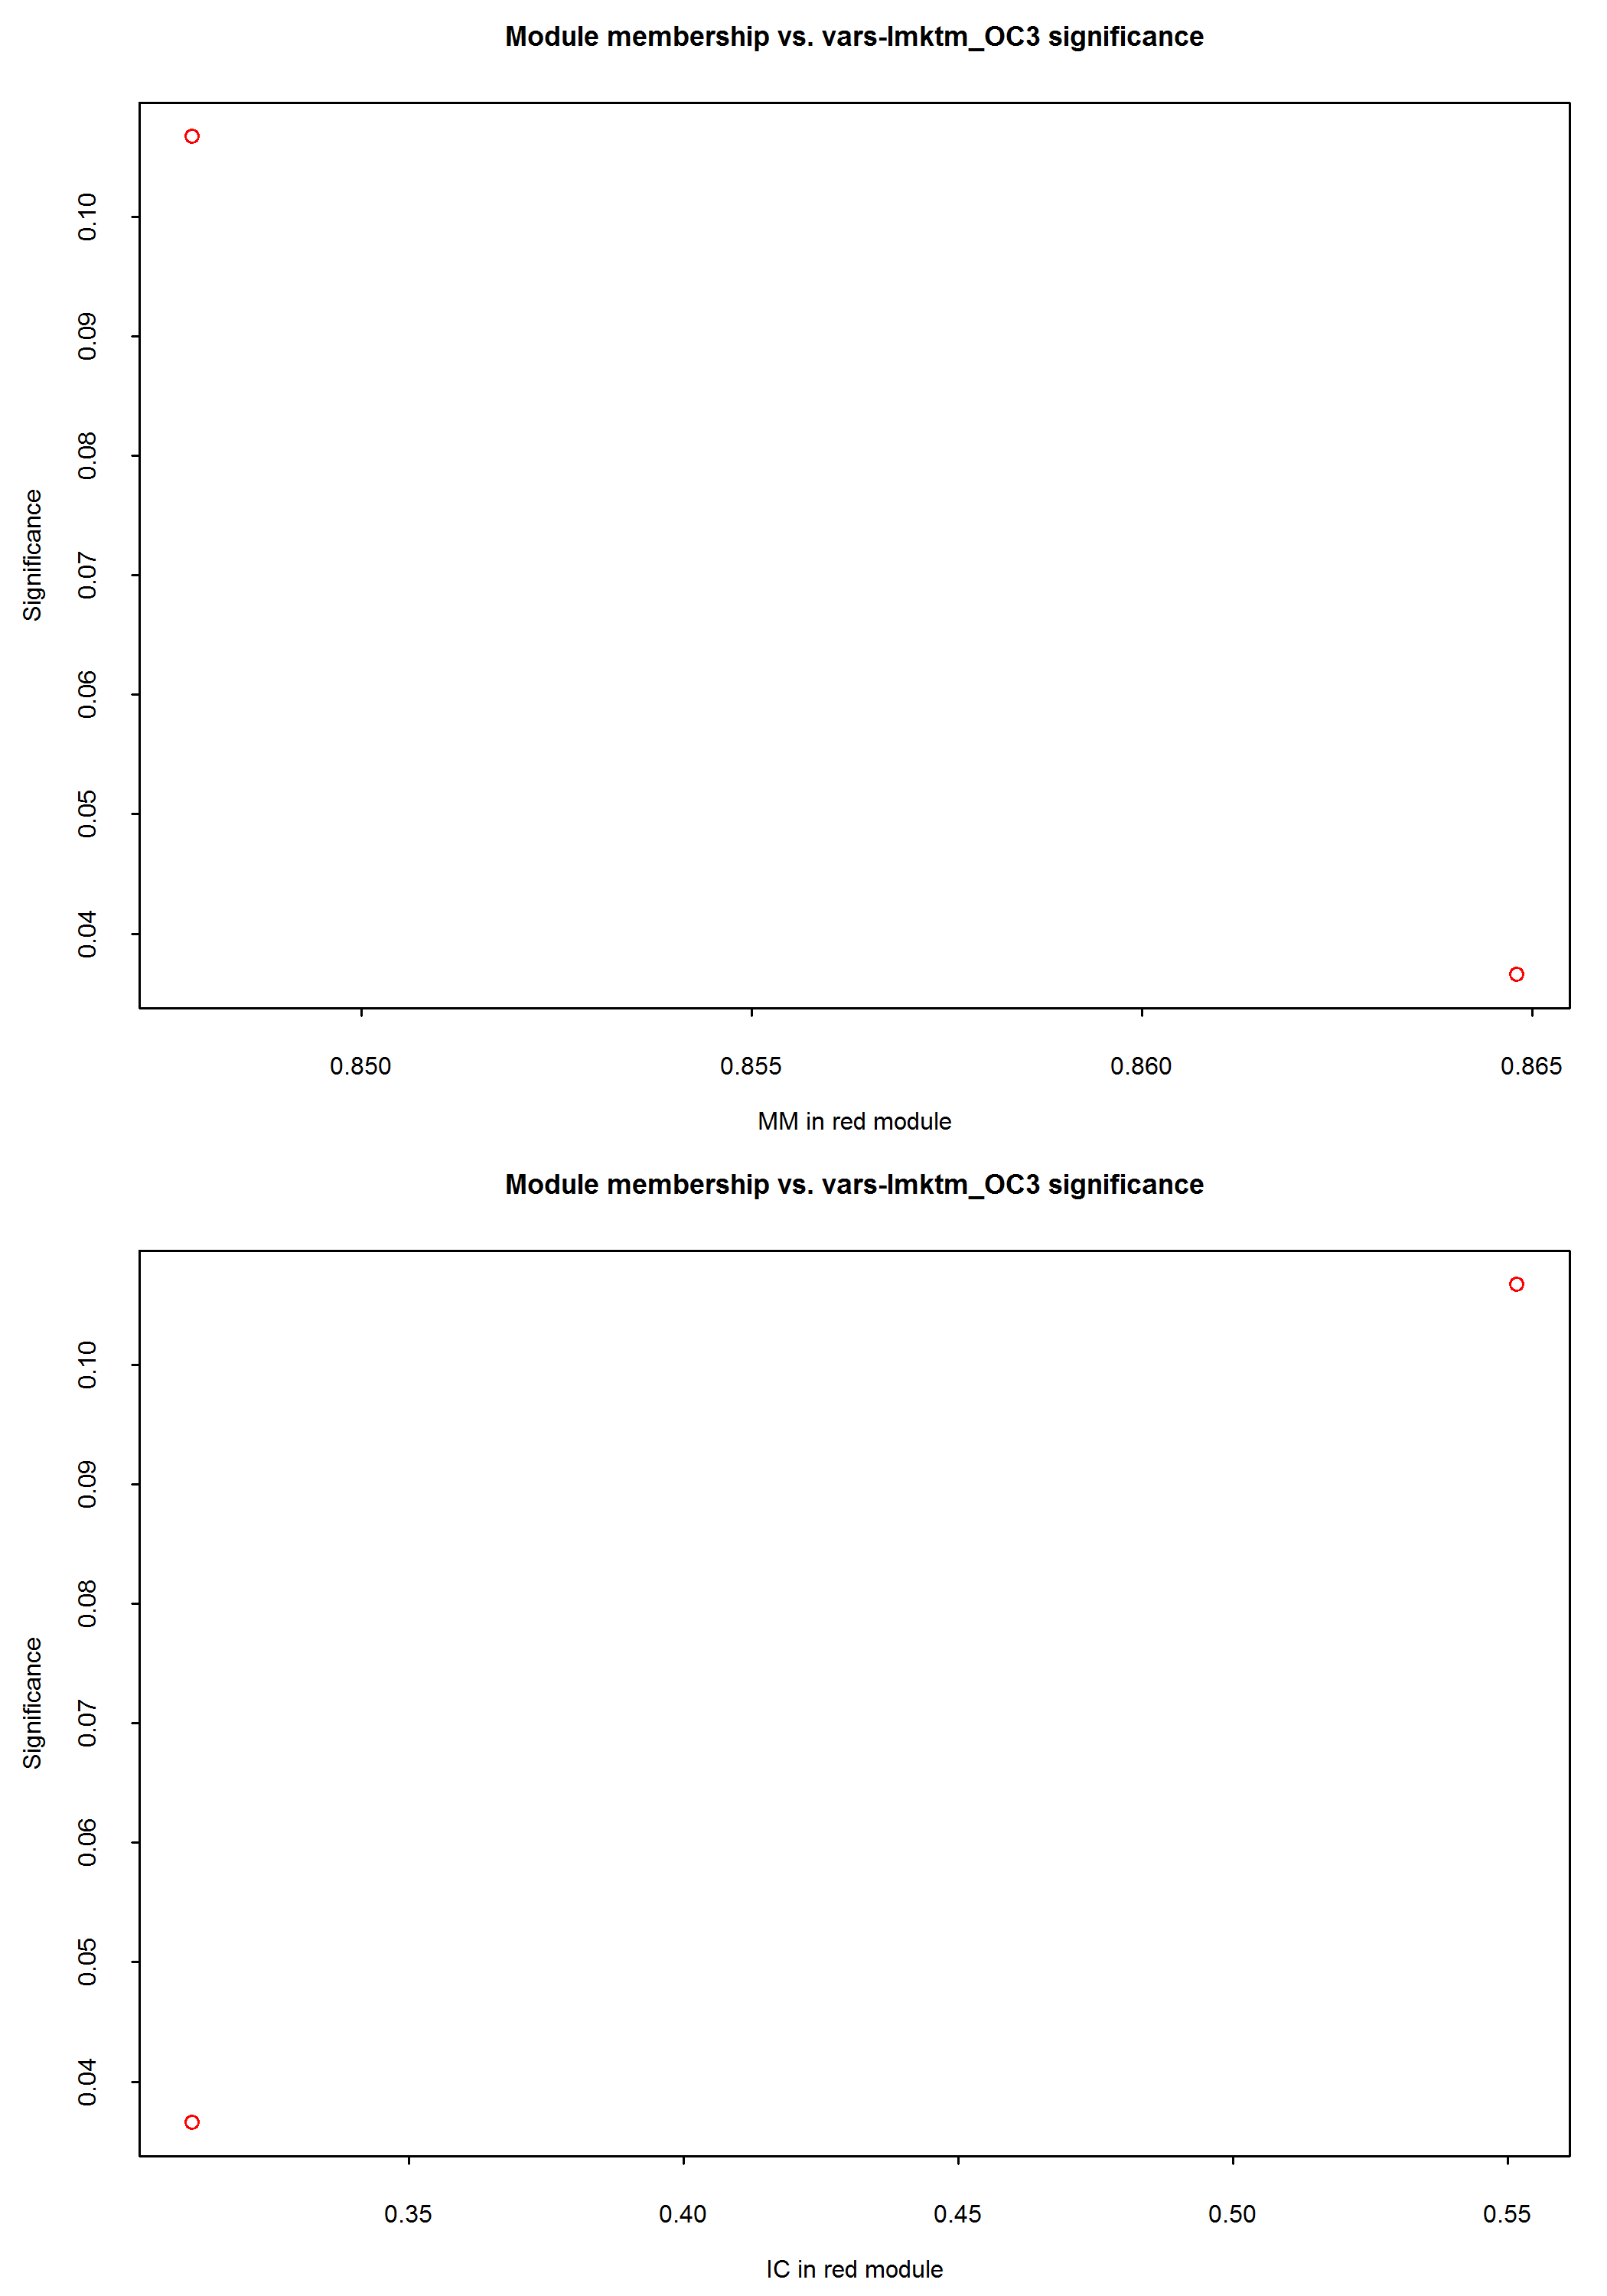 Module membership vs. vars-lmktm_OC3 significance
0.10
0.09
0.08
0.07
0.06
0.05
0.04
Significance
0.850 0.855 0.860 0.865
MM in red module
Module membership vs. vars-lmktm_OC3 significance
0.10
0.09
0.08
0.07
0.06
0.05
0.04
Significance
0.35 0.40 0.45 0.50 0.55
IC in red module